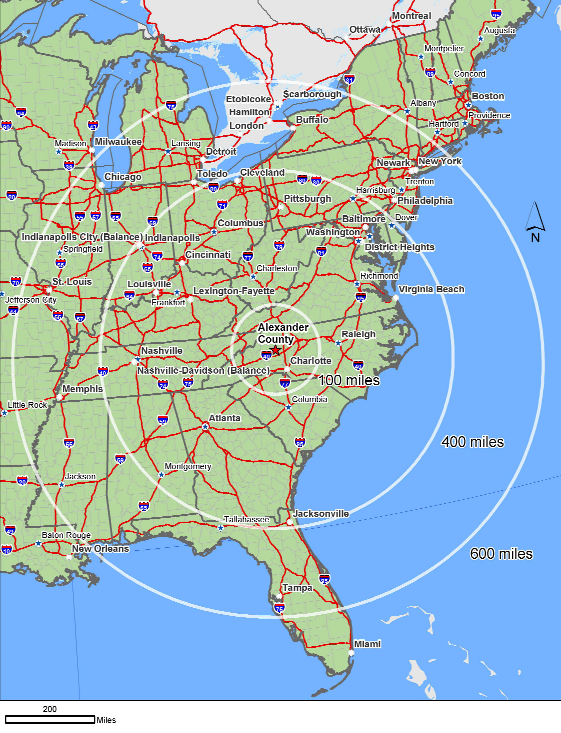 Montreal
Ottawa
Augusta
Montpelier
Concord
Scarborough
Etobicoke
Hamilton
London
Buffalo
Albany
Boston
Providence
Hartford
Madison
Milwaukee
Lansing
Detroit
Chicago
Toledo
Cleveland
Newark
New York
Trenton
Pittsburgh
Harrisburg
Philadelphia
Columbus
Baltimore
Dover
Washington
District Heights
Indianapolis City (Balance)
Indianapolis
Springfield
Cincinnati
Charleston
N
St. Louis
Jefferson City
Louisville
Frankfort
Lexington-Fayette
Richmond
Virginia Beach
Alexander
County
Raleigh
Nashville
Nashville-Davidson (Balance)
Charlotte
100 miles
Memphis
Little Rock
Columbia
Atlanta
400 miles
Jackson
Montgomery
Jacksonville
Tallahassee
Baton Rouge
New Orleans
600 miles
Tampa
Miami
200
Miles